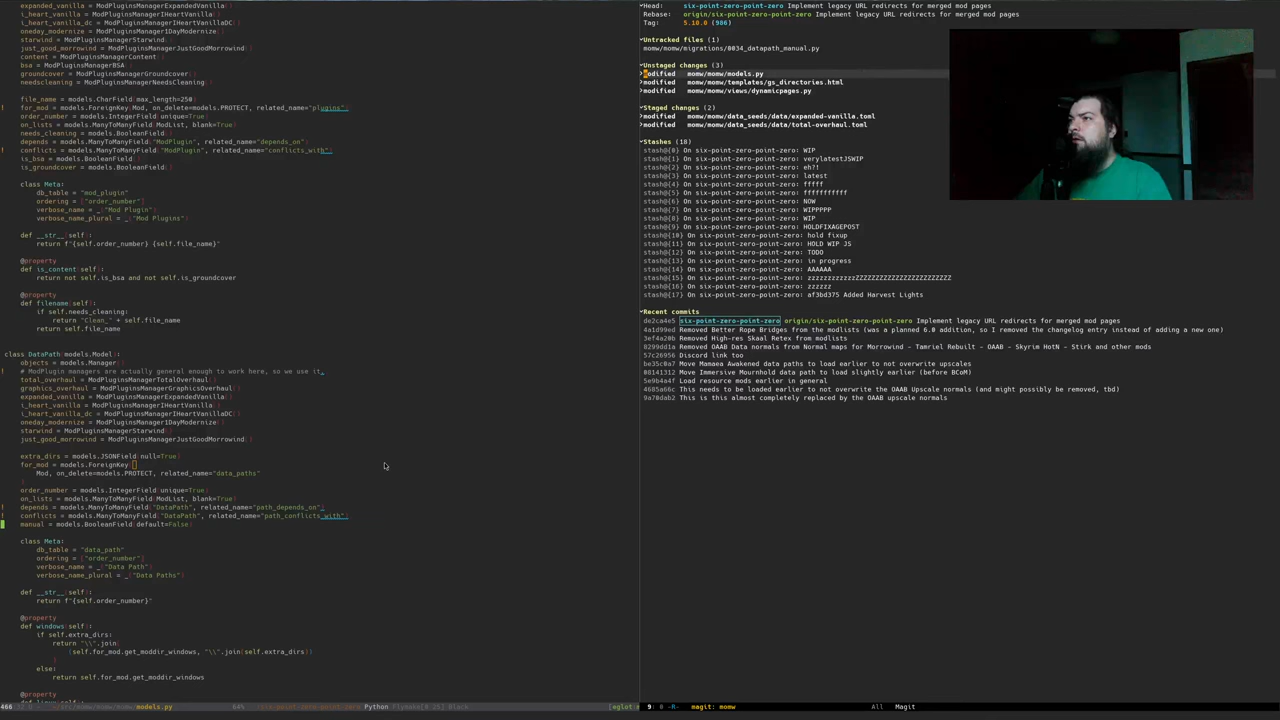 expanded_vanilla = ModPluginsManagerExpandedVanilla()
i_heart_vanilla = ModPluginsManagerIHeartVanilla()
i_heart_vanilla_dc = ModPluginsManagerIHeartVanillaDC()
oneday_modernize = ModPluginsManager1DayModernize()
starwind = ModPluginsManagerStarwind()
just_good_morrowind = ModPluginsManagerJustGoodMorrowind()
content = ModPluginsManagerContent()
bsa = ModPluginsManagerBSA()
groundcover = ModPluginsManagerGroundcover()
needscleaning = ModPluginsManagerNeedsCleaning()
file_name = models.CharField(max_length=250)
! for_mod = models.ForeignKey(Mod, on_delete=models.PROTECT, related_name="plugins")
order_number = models.IntegerField(unique=True)
on_lists = models.ManyToManyField(ModList, blank=True)
needs_cleaning = models.BooleanField()
depends = models.ManyToManyField("ModPlugin", related_name="depends_on")
! conflicts = models.ManyToManyField("ModPlugin", related_name="conflicts_with")
is_bsa = models.BooleanField()
is_groundcover = models.BooleanField()
class Meta:
db_table = "mod_plugin"
ordering = ["order_number"]
verbose_name = _("Mod Plugin")
verbose_name_plural = _("Mod Plugins")
def __str__(self):
return f"{self.order_number} {self.file_name}"
@property
def is_content(self):
return not self.is_bsa and not self.is_groundcover
@property
def filename(self):
if self.needs_cleaning:
return "Clean_" + self.file_name
return self.file_name
class DataPath(models.Model):
objects = models.Manager()
! # ModPlugin managers are actually general enough to work here, so we use it.
total_overhaul = ModPluginsManagerTotalOverhaul()
graphics_overhaul = ModPluginsManagerGraphicsOverhaul()
expanded_vanilla = ModPluginsManagerExpandedVanilla()
i_heart_vanilla = ModPluginsManagerIHeartVanilla()
i_heart_vanilla_dc = ModPluginsManagerIHeartVanillaDC()
oneday_modernize = ModPluginsManager1DayModernize()
starwind = ModPluginsManagerStarwind()
just_good_morrowind = ModPluginsManagerJustGoodMorrowind()
extra_dirs = models.JSONField(null=True)
for_mod = models.ForeignKey(
Mod, on_delete=models.PROTECT, related_name="data_paths"
)
order_number = models.IntegerField(unique=True)
on_lists = models.ManyToManyField(ModList, blank=True)
! depends = models.ManyToManyField("DataPath", related_name="path_depends_on")
! conflicts = models.ManyToManyField("DataPath", related_name="path_conflicts_with")
manual = models.BooleanField(default=False)
class Meta:
db_table = "data_path"
ordering = ["order_number"]
verbose_name = _("Data Path")
verbose_name_plural = _("Data Paths")
def __str__(self):
return f"{self.order_number}"
@property
def windows(self):
if self.extra_dirs:
return "\\".join(
(self.for_mod.get_moddir_windows, "\\".join(self.extra_dirs))
)
else:
return self.for_mod.get_moddir_windows
@property
466 models.py 64% six-point-zero-point-zero Python Flymake Black [eglot:m
Head: six-point-zero-point-zero Implement legacy URL redirects for merged mod pages
Rebase: origin/six-point-zero-point-zero Implement legacy URL redirects for merged mod pages
Tag: 5.10.0 (986)
Untracked files (1)
momw/momw/migrations/0034_datapath_manual.py
Unstaged changes (3)
modified momw/momw/models.py
modified momw/momw/templates/gs_directories.html
modified momw/momw/views/dynamicpages.py
Staged changes (2)
modified momw/momw/data_seeds/data/expanded-vanilla.toml
modified momw/momw/data_seeds/data/total-overhaul.toml
Stashes (18)
stash@{0} On six-point-zero-point-zero: WIP
stash@{1} On six-point-zero-point-zero: verylatestJSWIP
stash@{2} On six-point-zero-point-zero: eh?!
stash@{3} On six-point-zero-point-zero: latest
stash@{4} On six-point-zero-point-zero: fffff
stash@{5} On six-point-zero-point-zero: fffffffffff
stash@{6} On six-point-zero-point-zero: NOW
stash@{7} On six-point-zero-point-zero: WIPPPPP
stash@{8} On six-point-zero-point-zero: WIP
stash@{9} On six-point-zero-point-zero: HOLDFIXAGEPOST
stash@{10} On six-point-zero-point-zero: hold fixup
stash@{11} On six-point-zero-point-zero: HOLD WIP JS
stash@{12} On six-point-zero-point-zero: TODO
stash@{13} On six-point-zero-point-zero: in progress
stash@{14} On six-point-zero-point-zero: AAAAAA
stash@{15} On six-point-zero-point-zero: zzzzzzzzzzzzZZZZZZZZZZZZZZZZZZZZZZZZZ
stash@{16} On six-point-zero-point-zero: zzzzzz
stash@{17} On six-point-zero-point-zero: af3bd375 Added Harvest Lights
Recent commits
de2ca4e5 six-point-zero-point-zero origin/six-point-zero-point-zero Implement legacy URL redirects for merged mod pages
4a1d99ed Removed Better Rope Bridges from the modlists (was a planned 6.0 addition, so I removed the changelog entry instead of adding a new one)
3ef4a20b Removed High-res Skaal Retex from modlists
8299dd1a Removed OAAB Data normals from Normal maps for Morrowind - Tamriel Rebuilt - OAAB - Skyrim HotN - Stirk and other mods
57c26956 Discord link too
be35c0a7 Move Mamaea Awakened data paths to load earlier to not overwrite upscales
08141312 Move Immersive Mournhold data path to load slightly earlier (before BCoM)
5e9b4a4f Load resource mods earlier in general
4685a66c This needs to be loaded earlier to not overwrite the OAAB Upscale normals (and might possibly be removed, tbd)
9a78dab2 This is this almost completely replaced by the OAAB upscale normals
9: 0 -R- magit: momw All Magit